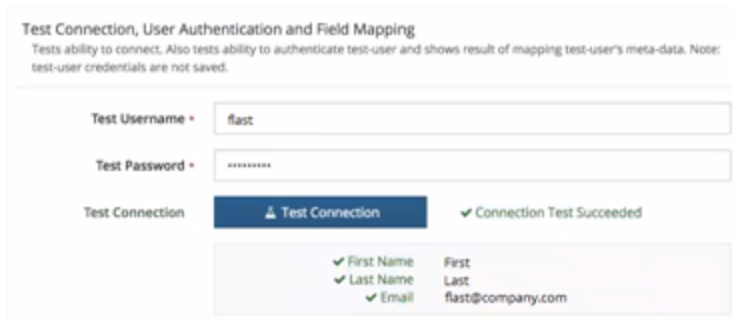 Test Connection, User Authentication and Field Mapping
Tests ability to connect. Also tests ability to authenticate test-user and shows result of mapping test-user's meta-data. Note:
test-user credentials are not saved.
Test Username •
flast
Test Password •
•••••••••
Test Connection
Test Connection
✔ Connection Test Succeeded
✔ First Name First
✔ Last Name Last
✔ Email flast@company.com